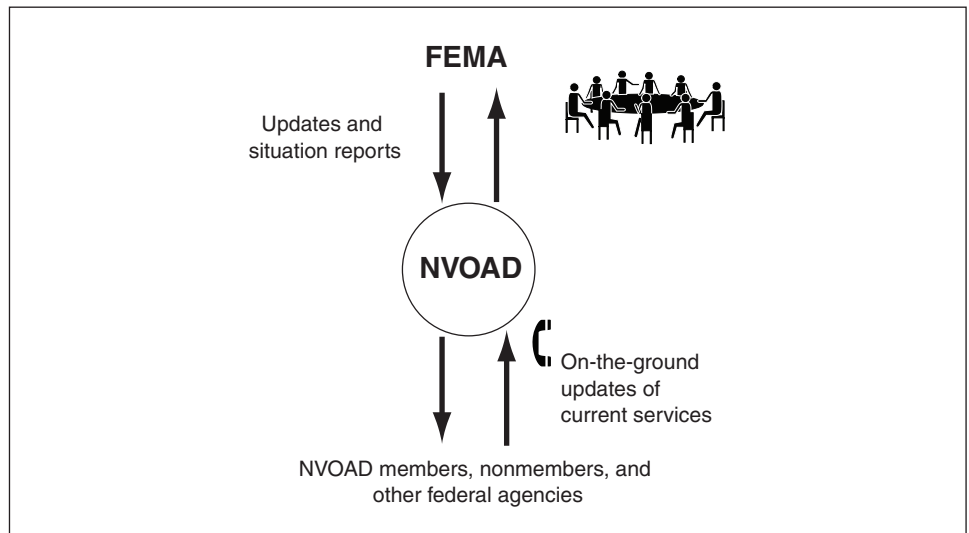 FEMA
Updates and
situation reports
NVOAD
On-the-ground
updates of
current services
NVOAD members, nonmembers, and
other federal agencies